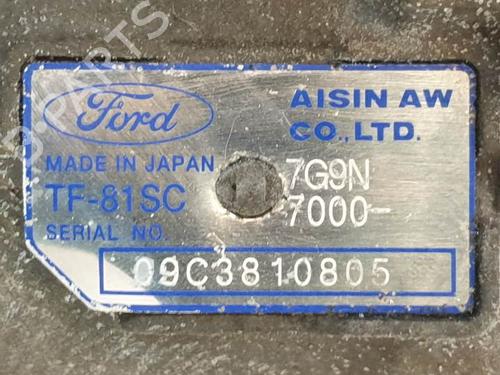 Ford
AISIN AW
CO.,LTD.
MADE IN JAPAN
7G9N
TF-81SC
7000-
SERIAL NO.
09C3810805